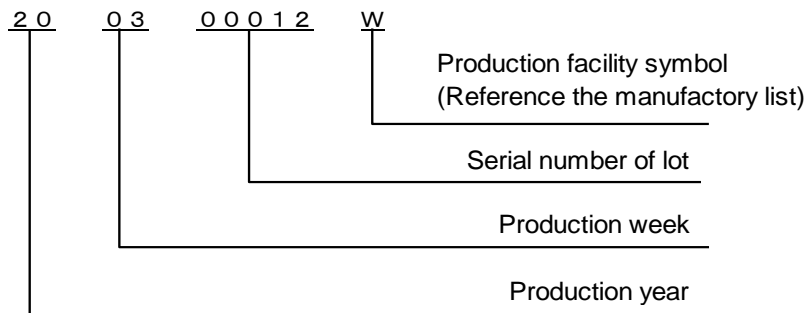 ２０ ０３ ０００１２ Ｗ
Production facility symbol
(Reference the manufactory list)
Serial number of lot
Production week
Production year